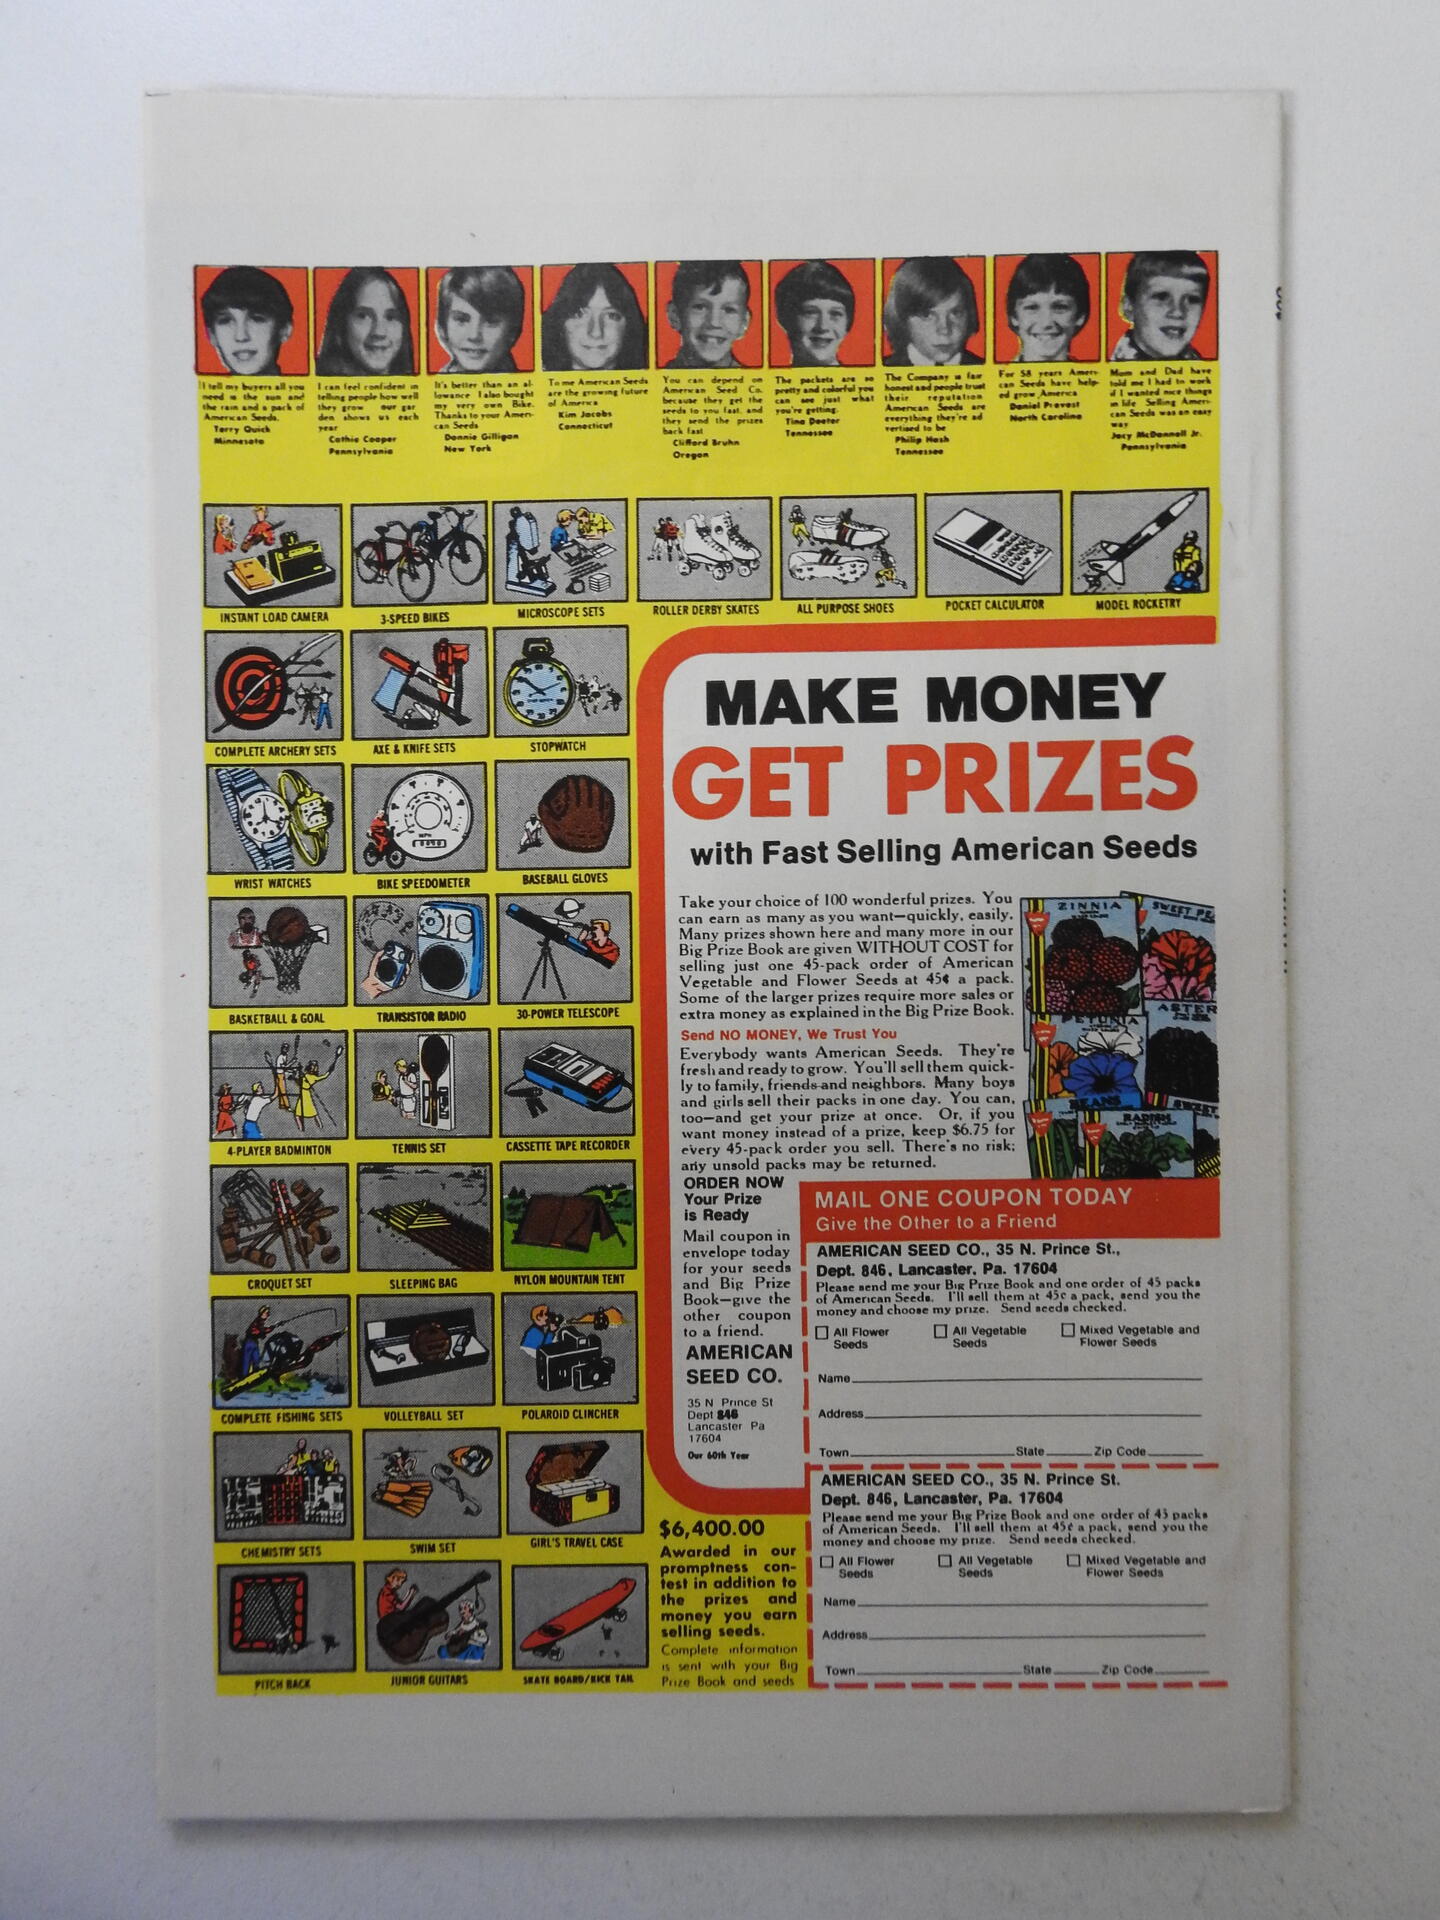 I tell my buyers all you
need is the sun and
the rain and a pack of
American Seeds.
Terry Quick
Minnesota
I can feel confident in
telling people how well
they grow our gar
den shows us each
year
Cathie Cooper
Pennsylvania
It's better than an al-
lowance I also bought
my very own Bike.
Thanks to your Ameri-
can Seeds
Donnie Gilligan
New York
To me American Seeds
are the growing future
of America
Kim Jacobs
Connecticut
You can depend on
American Seed Co.
because they get the
seeds to you fast, and
they send the prizes
back fast
Clifford Bruhn
Oregon
The packets are so
pretty and colorful you
can see just what
you're getting.
Tina Deeter
Tennessee
The Company is fair
honest and people trust
their reputation
American Seeds are
everything they're ad
vertised to be
Philip Hash
Tennessee
For 58 years Ameri-
can Seeds have help-
ed grow America
Daniel Provost
North Carolina
Mom and Dad have
told me I had to work
if I wanted nice things
in life Selling Ameri-
can Seeds was an easy
way
Jacy McDannell Jr.
Pennsylvania
INSTANT LOAD CAMERA
3-SPEED BIKES
MICROSCOPE SETS
ROLLER DERBY SKATES
ALL PURPOSE SHOES
POCKET CALCULATOR
MODEL ROCKETRY
COMPLETE ARCHERY SETS
AXE & KNIFE SETS
STOPWATCH
WRIST WATCHES
MPH
BIKE SPEEDOMETER
BASEBALL GLOVES
BASKETBALL & GOAL
TRANSISTOR RADIO
30-POWER TELESCOPE
4-PLAYER BADMINTON
TENNIS SET
CASSETTE TAPE RECORDER
CROQUET SET
SLEEPING BAG
NYLON MOUNTAIN TENT
COMPLETE FISHING SETS
VOLLEYBALL SET
POLAROID CLINCHER
CHEMISTRY SETS
SWIM SET
GIRL'S TRAVEL CASE
PITCH BACK
JUNIOR GUITARS
SKATE BOARD/KICK TAIL
MAKE MONEY
GET PRIZES
with Fast Selling American Seeds
Take your choice of 100 wonderful prizes. You
can earn as many as you want—quickly, easily.
Many prizes shown here and many more in our
Big Prize Book are given WITHOUT COST for
selling just one 45-pack order of American
Vegetable and Flower Seeds at 45¢ a pack.
Some of the larger prizes require more sales or
extra money as explained in the Big Prize Book.
Send NO MONEY, We Trust You
Everybody wants American Seeds. They're
fresh and ready to grow. You'll sell them quick-
ly to family, friends and neighbors. Many boys
and girls sell their packs in one day. You can,
too—and get your prize at once. Or, if you
want money instead of a prize, keep $6.75 for
every 45-pack order you sell. There's no risk;
any unsold packs may be returned.
ZINNIA
SWEET PE
ASTER
PETUNIA
BEANS
RADISH
SWEET
ORDER NOW
Your Prize
is Ready
Mail coupon in
envelope today
for your seeds
and Big Prize
Book—give the
other coupon
to a friend.
AMERICAN
SEED CO.
35 N Prince St
Dept 846
Lancaster Pa
17604
Our 60th Year
MAIL ONE COUPON TODAY
Give the Other to a Friend
AMERICAN SEED CO., 35 N. Prince St.,
Dept. 846, Lancaster, Pa. 17604
Please send me your Big Prize Book and one order of 45 packs
of American Seeds. I'll sell them at 45¢ a pack, send you the
money and choose my prize. Send seeds checked.
All Flower Seeds
All Vegetable Seeds
Mixed Vegetable and Flower Seeds
Name
Address
Town State Zip Code
AMERICAN SEED CO., 35 N. Prince St.
Dept. 846, Lancaster, Pa. 17604
Please send me your Big Prize Book and one order of 45 packs
of American Seeds. I'll sell them at 45¢ a pack, send you the
money and choose my prize. Send seeds checked.
All Flower Seeds
All Vegetable Seeds
Mixed Vegetable and Flower Seeds
Name
Address
Town State Zip Code
$6,400.00
Awarded in our
promptness con-
test in addition to
the prizes and
money you earn
selling seeds.
Complete information
is sent with your Big
Prize Book and seeds